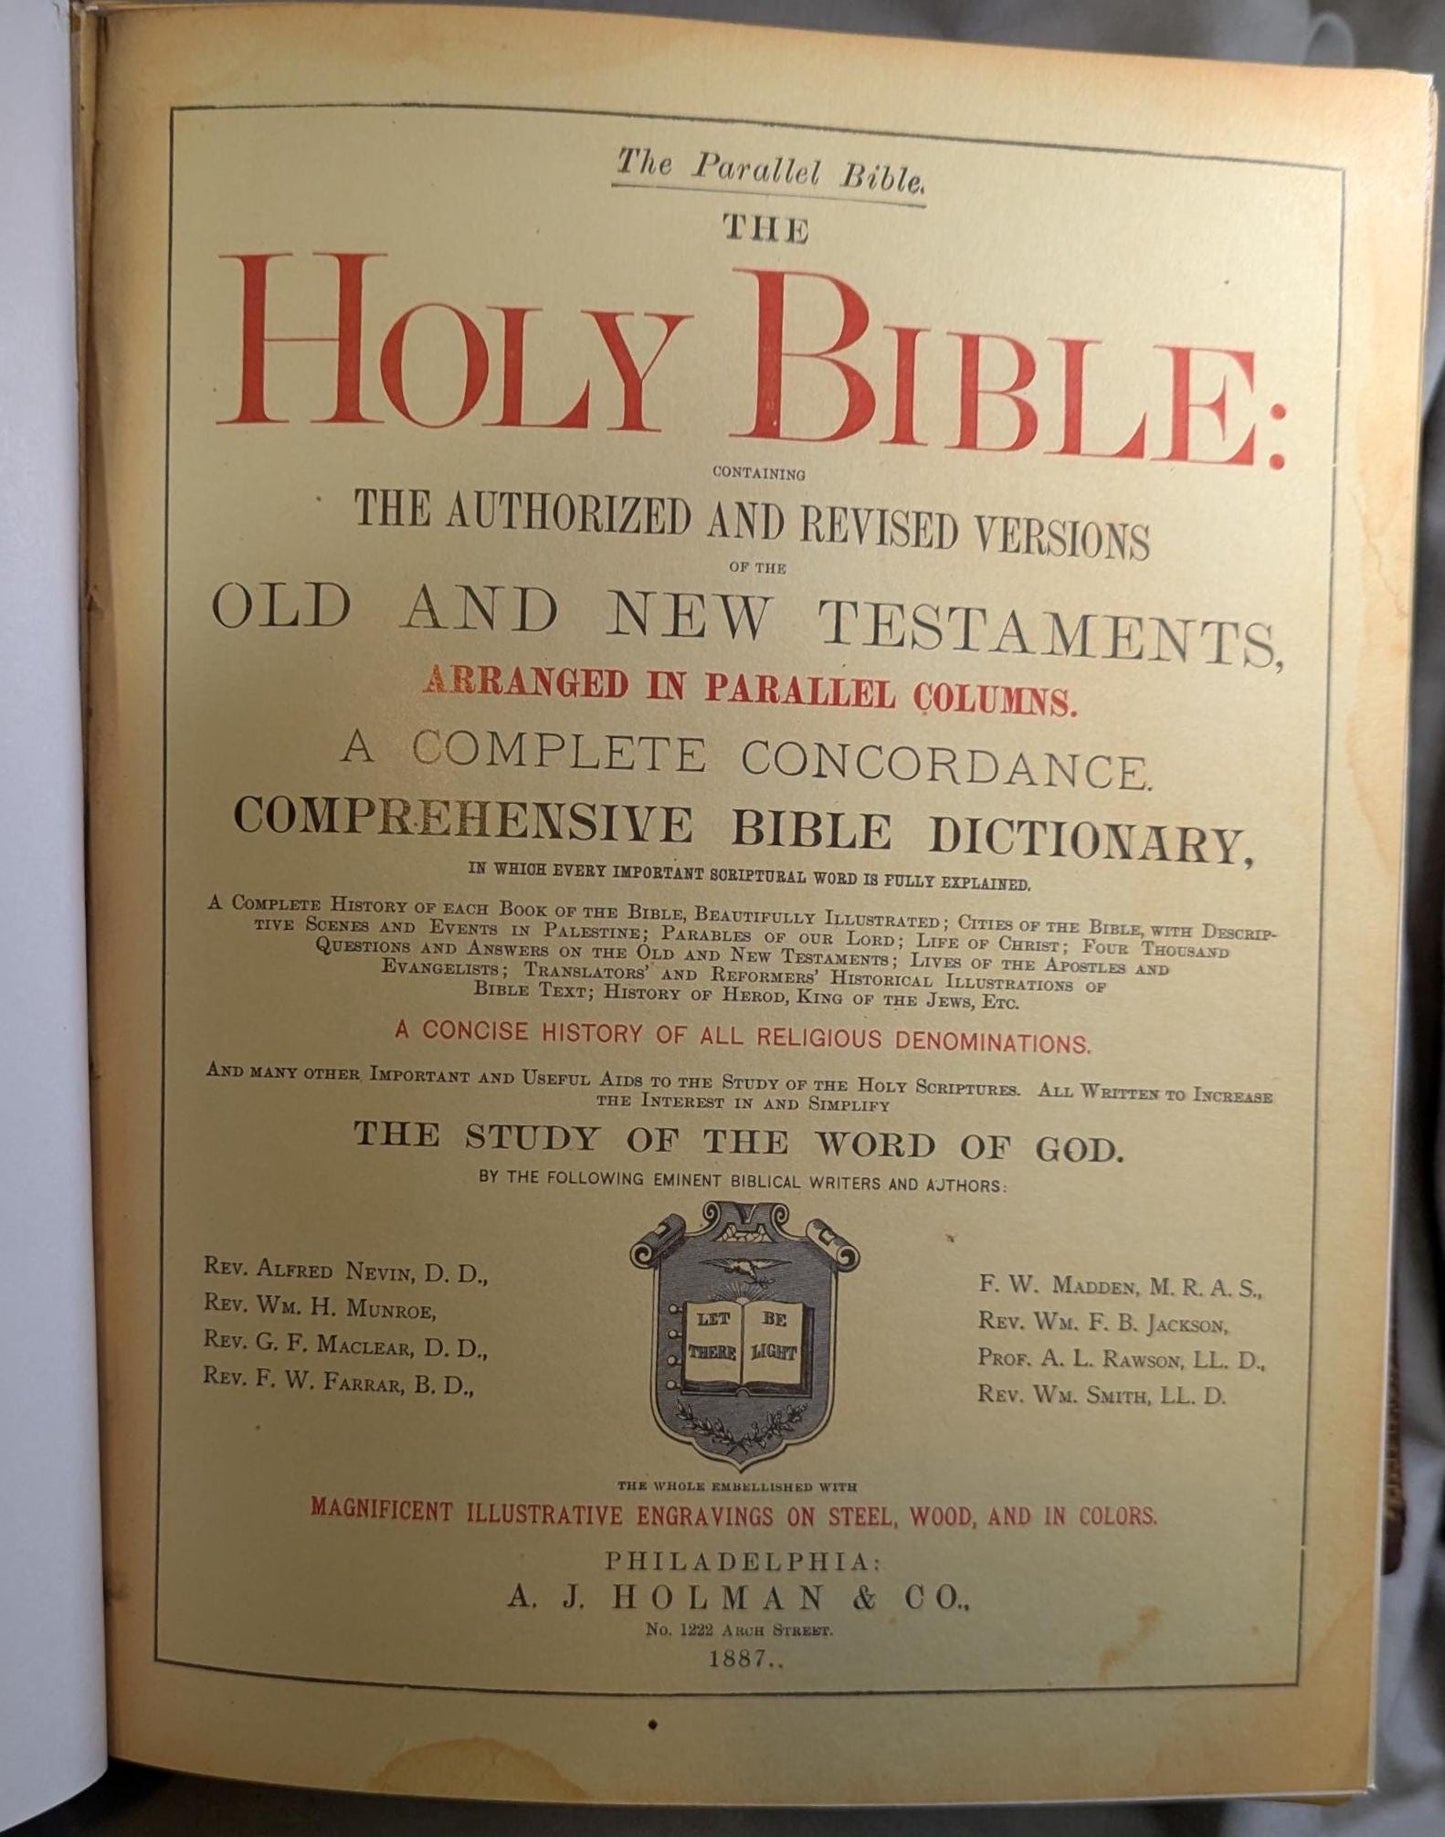 The Parallel Bible.
THE
HOLY BIBLE:
CONTAINING
THE AUTHORIZED AND REVISED VERSIONS
OF THE
OLD AND NEW TESTAMENTS,
ARRANGED IN PARALLEL COLUMNS.
A COMPLETE CONCORDANCE.
COMPREHENSIVE BIBLE DICTIONARY,
IN WHICH EVERY IMPORTANT SCRIPTURAL WORD IS FULLY EXPLAINED,
A COMPLETE HISTORY OF EACH BOOK OF THE BIBLE, BEAUTIFULLY ILLUSTRATED; CITIES OF THE BIBLE, WITH DESCRIP-
TIVE SCENES AND EVENTS IN PALESTINE; PARABLES OF OUR LORD; LIFE OF CHRIST; FOUR THOUSAND
QUESTIONS AND ANSWERS ON THE OLD AND NEW TESTAMENTS; LIVES OF THE APOSTLES AND
EVANGELISTS; TRANSLATORS' AND REFORMERS' HISTORICAL ILLUSTRATIONS OF
BIBLE TEXT; HISTORY OF HEROD, KING OF THE JEWS, ETC.
A CONCISE HISTORY OF ALL RELIGIOUS DENOMINATIONS.
AND MANY OTHER IMPORTANT AND USEFUL AIDS TO THE STUDY OF THE HOLY SCRIPTURES. ALL WRITTEN TO INCREASE
THE INTEREST IN AND SIMPLIFY
THE STUDY OF THE WORD OF GOD.
BY THE FOLLOWING EMINENT BIBLICAL WRITERS AND AUTHORS:
REV. ALFRED NEVIN, D. D.,
REV. WM. H. MUNROE,
REV. G. F. MACLEAR, D. D.,
REV. F. W. FARRAR, B. D.,
LET BE
THERE LIGHT
F. W. MADDEN, M. R. A. S.,
REV. WM. F. B. JACKSON,
PROF. A. L. RAWSON, LL. D.,
REV. WM. SMITH, LL. D.
THE WHOLE EMBELLISHED WITH
MAGNIFICENT ILLUSTRATIVE ENGRAVINGS ON STEEL, WOOD, AND IN COLORS.
PHILADELPHIA:
A. J. HOLMAN & CO.,
No. 1222 ARCH STREET.
1887..